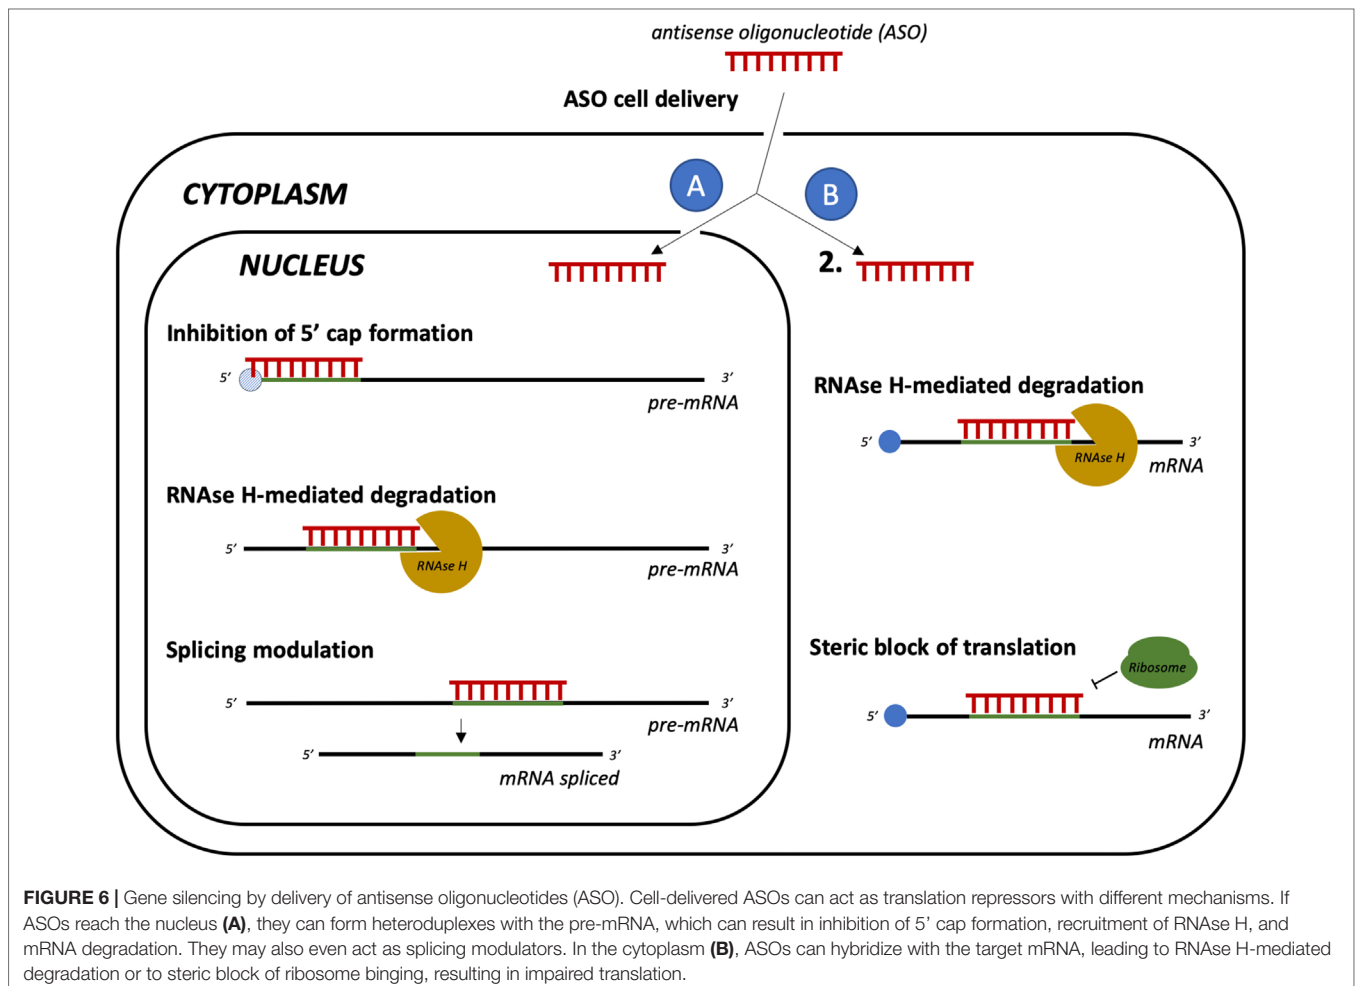 antisense oligonucleotide (ASO)
ASO cell delivery
A
B
CYTOPLASM
NUCLEUS
2.
Inhibition of 5’ cap formation
5’
3’
pre-mRNA
RNAse H-mediated degradation
5’
RNAse H
3’
pre-mRNA
Splicing modulation
5’
3’
pre-mRNA
5’
3’
mRNA spliced
RNAse H-mediated degradation
5’
RNAse H
3’
mRNA
Steric block of translation
Ribosome
5’
3’
mRNA
FIGURE 6 | Gene silencing by delivery of antisense oligonucleotides (ASO). Cell-delivered ASOs can act as translation repressors with different mechanisms. If
ASOs reach the nucleus (A), they can form heteroduplexes with the pre-mRNA, which can result in inhibition of 5’ cap formation, recruitment of RNAse H, and
mRNA degradation. They may also even act as splicing modulators. In the cytoplasm (B), ASOs can hybridize with the target mRNA, leading to RNAse H-mediated
degradation or to steric block of ribosome binging, resulting in impaired translation.